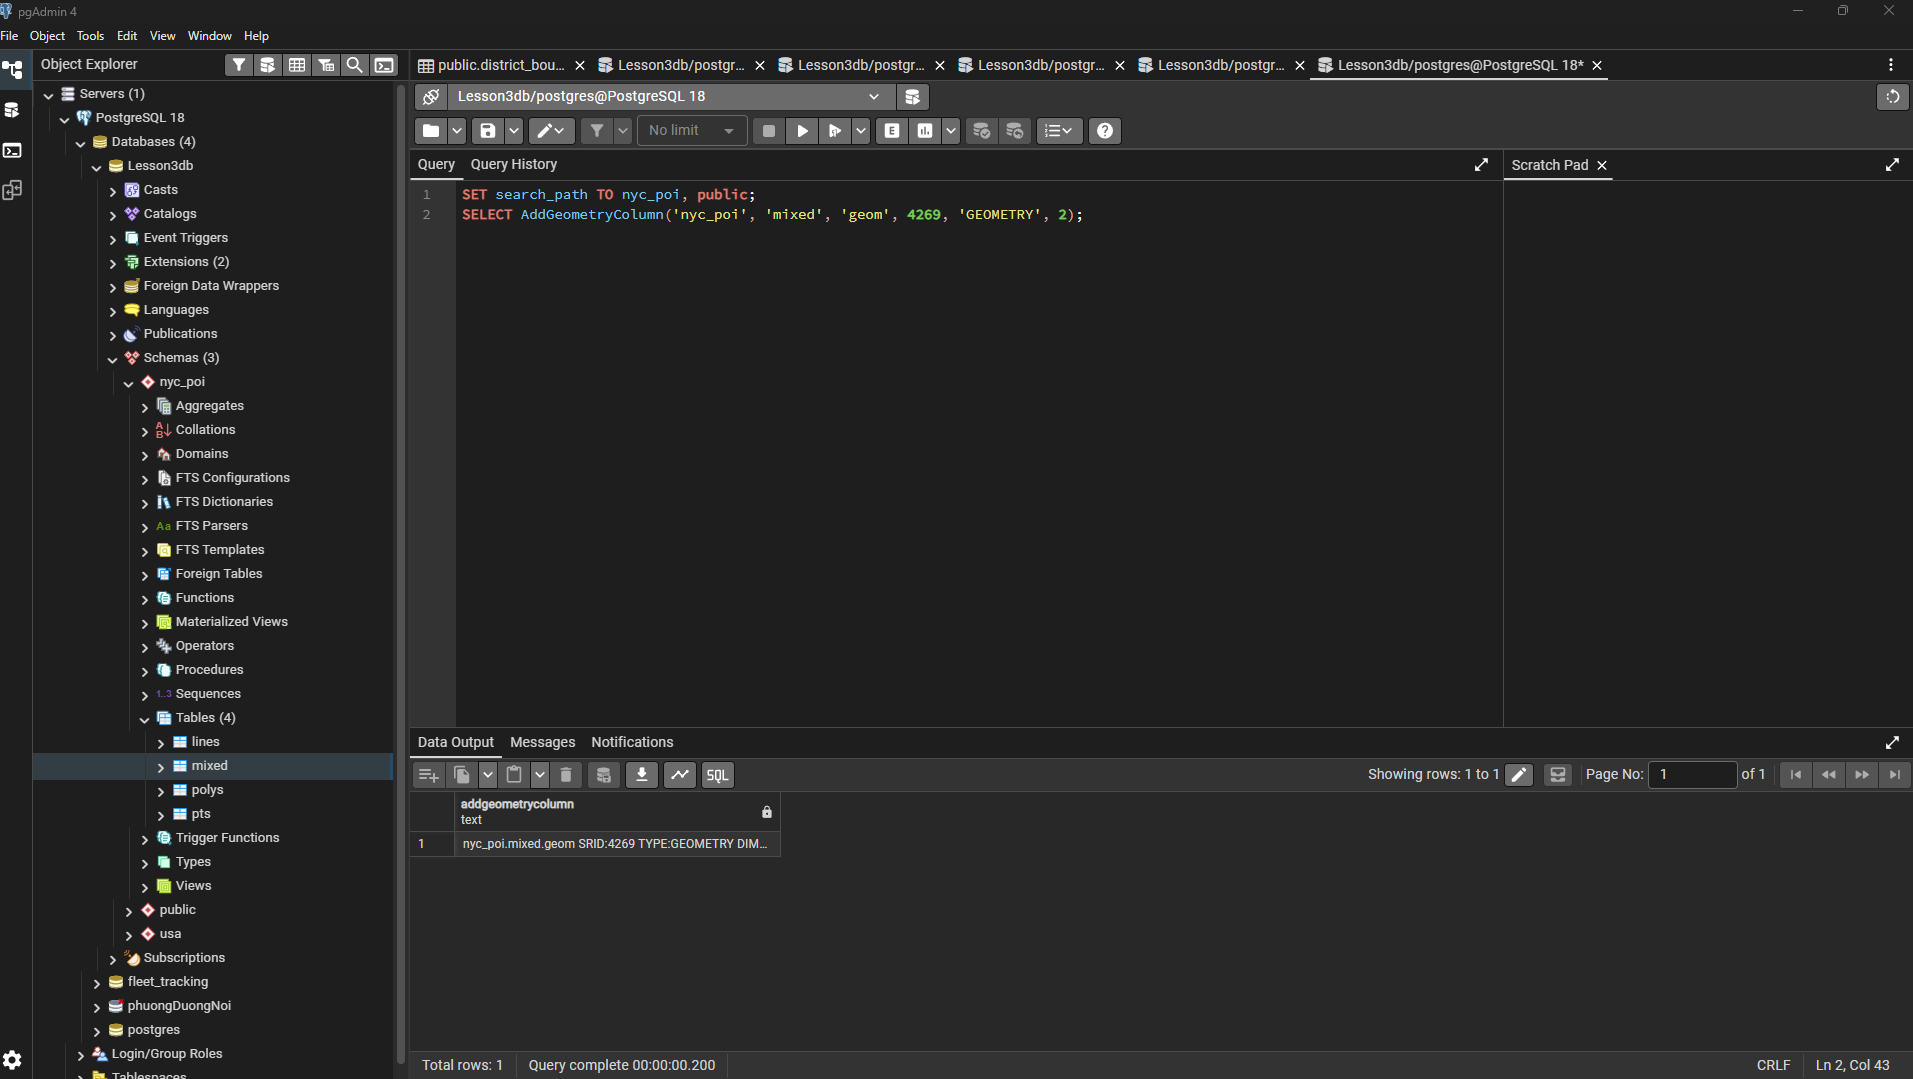 pgAdmin 4
File Object Tools Edit View Window Help
Object Explorer
public.district_bou...
Lesson3db/postgr...
Lesson3db/postgr...
Lesson3db/postgr...
Lesson3db/postgr...
Lesson3db/postgres@PostgreSQL 18*
Servers (1)
PostgreSQL 18
Databases (4)
Lesson3db
Casts
Catalogs
Event Triggers
Extensions (2)
Foreign Data Wrappers
Languages
Publications
Schemas (3)
nyc_poi
Aggregates
Collations
Domains
FTS Configurations
FTS Dictionaries
Aa FTS Parsers
FTS Templates
Foreign Tables
Functions
Materialized Views
Operators
Procedures
1..3 Sequences
Tables (4)
lines
mixed
polys
pts
Trigger Functions
Types
Views
public
usa
Subscriptions
fleet_tracking
phuongDuongNoi
postgres
Login/Group Roles
Tablespaces
Lesson3db/postgres@PostgreSQL 18
No limit
E
Query Query History
Scratch Pad
1 SET search_path TO nyc_poi, public;
2 SELECT AddGeometryColumn('nyc_poi', 'mixed', 'geom', 4269, 'GEOMETRY', 2);
Data Output Messages Notifications
SQL
Showing rows: 1 to 1
Page No: 1 of 1
addgeometrycolumn
text
1 nyc_poi.mixed.geom SRID:4269 TYPE:GEOMETRY DIM...
Total rows: 1 Query complete 00:00:00.200
CRLF Ln 2, Col 43